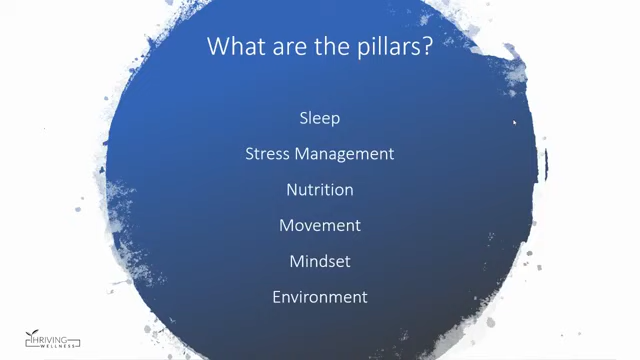 What are the pillars?
Sleep
Stress Management
Nutrition
Movement
Mindset
Environment
THRIVING
WELLNESS